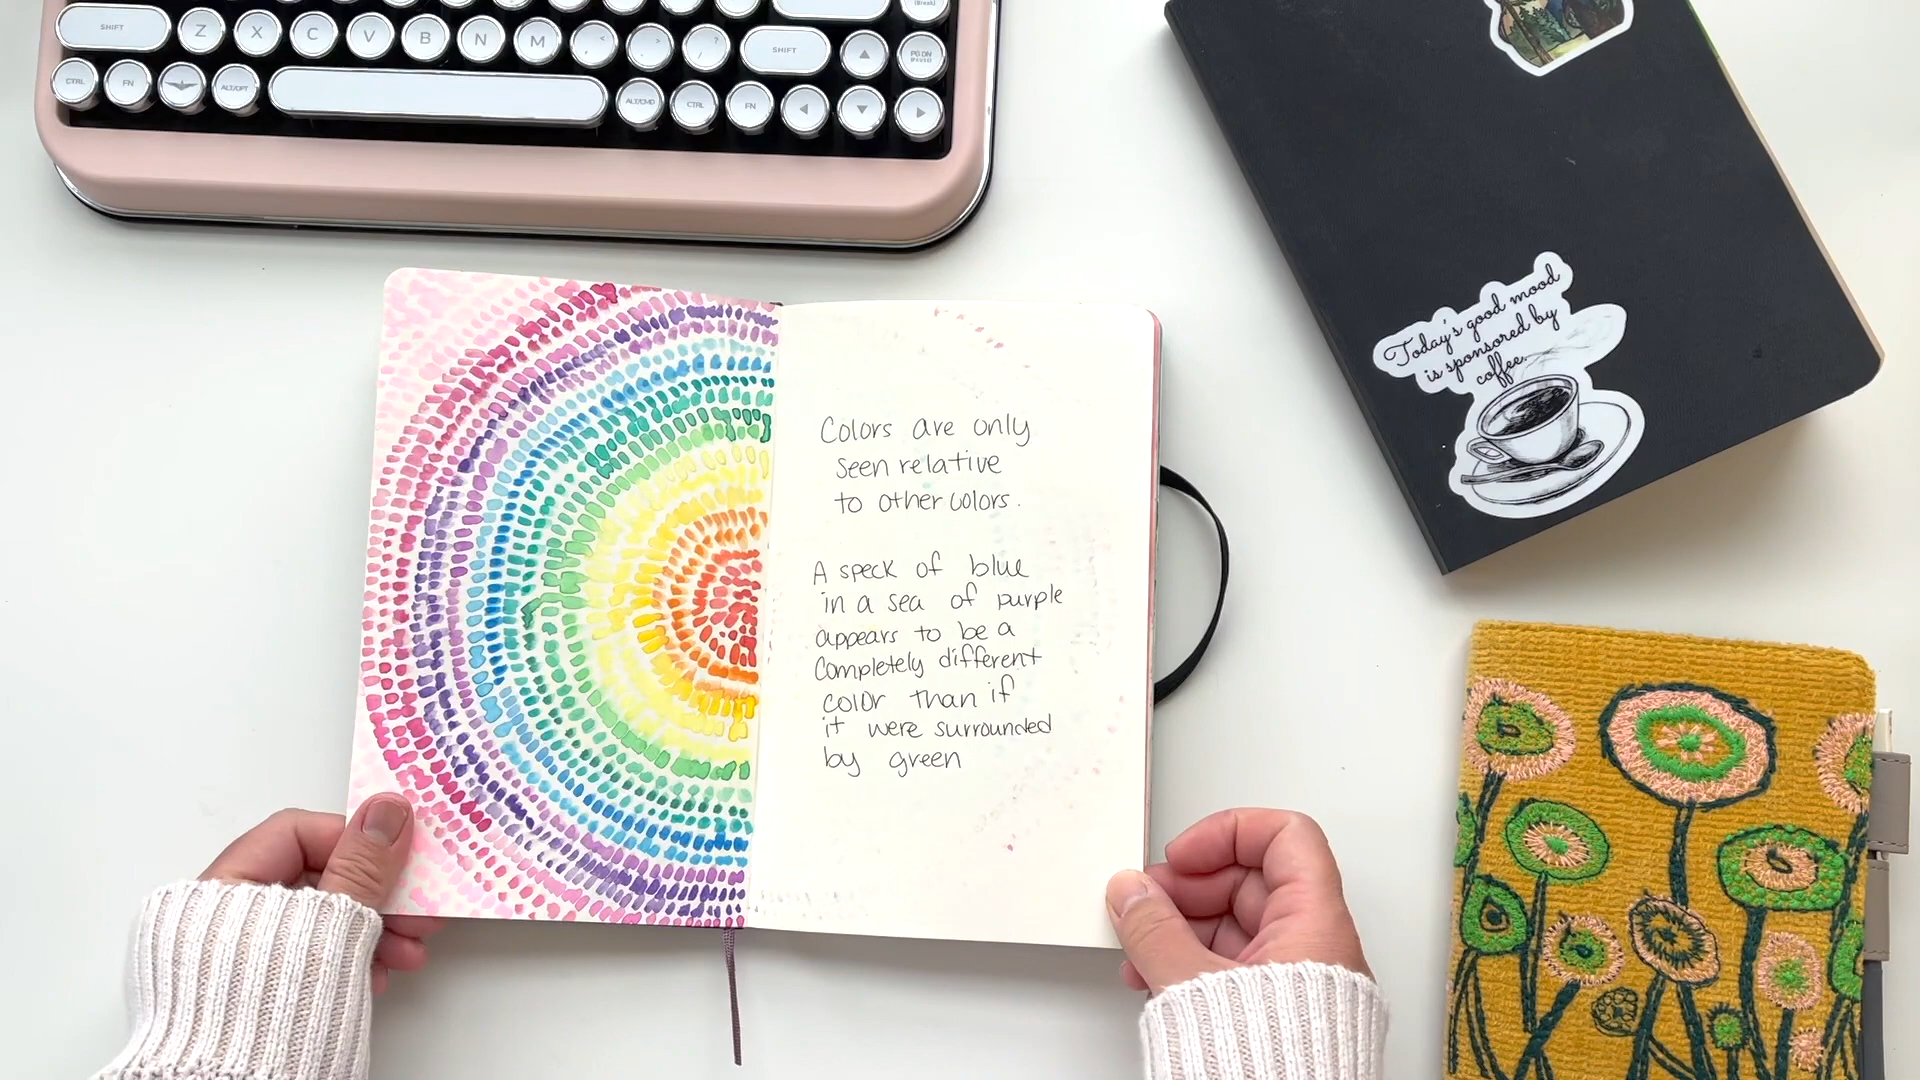 SHIFT Z X C V B N M , < . > / ? SHIFT
CTRL FN ALT/OPT ALT/CMD CTRL FN
PG DN
Colors are only
seen relative
to other colors.
A speck of blue
in a sea of purple
appears to be a
completely different
color than if
it were surrounded
by green
Today's good mood
is sponsored by
coffee.